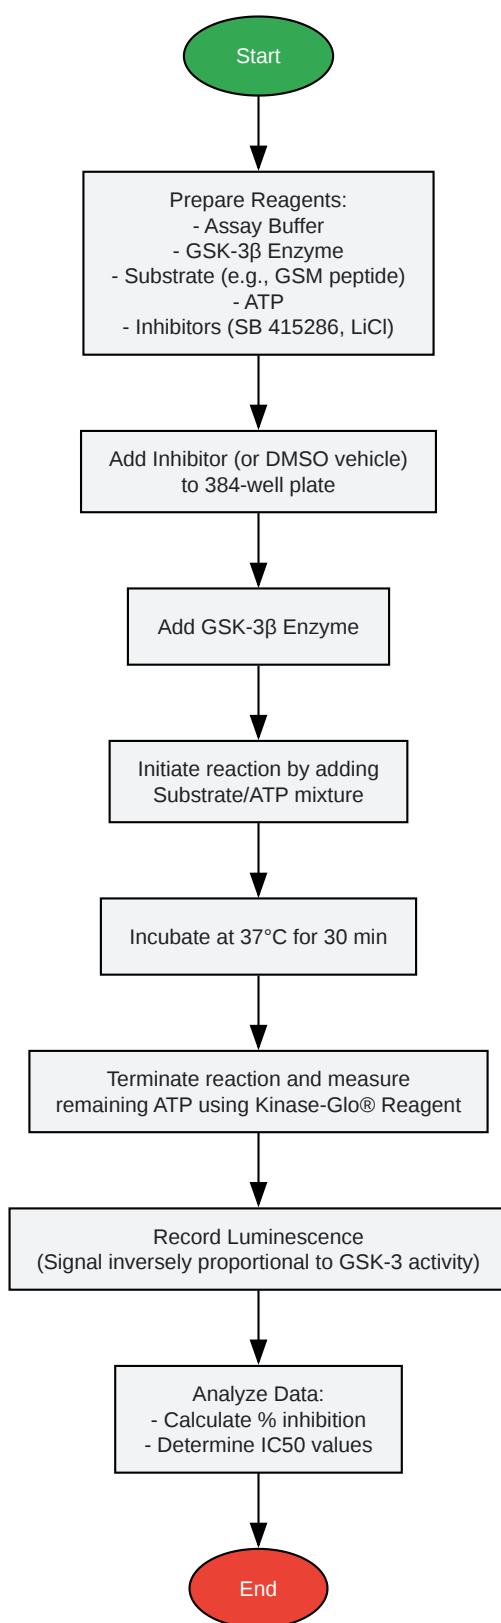 Start
Prepare Reagents:
- Assay Buffer
- GSK-3β Enzyme
- Substrate (e.g., GSM peptide)
- ATP
- Inhibitors (SB 415286, LiCl)
Add Inhibitor (or DMSO vehicle)
to 384-well plate
Add GSK-3β Enzyme
Initiate reaction by adding
Substrate/ATP mixture
Incubate at 37°C for 30 min
Terminate reaction and measure
remaining ATP using Kinase-Glo® Reagent
Record Luminescence
(Signal inversely proportional to GSK-3 activity)
Analyze Data:
- Calculate % inhibition
- Determine IC50 values
End